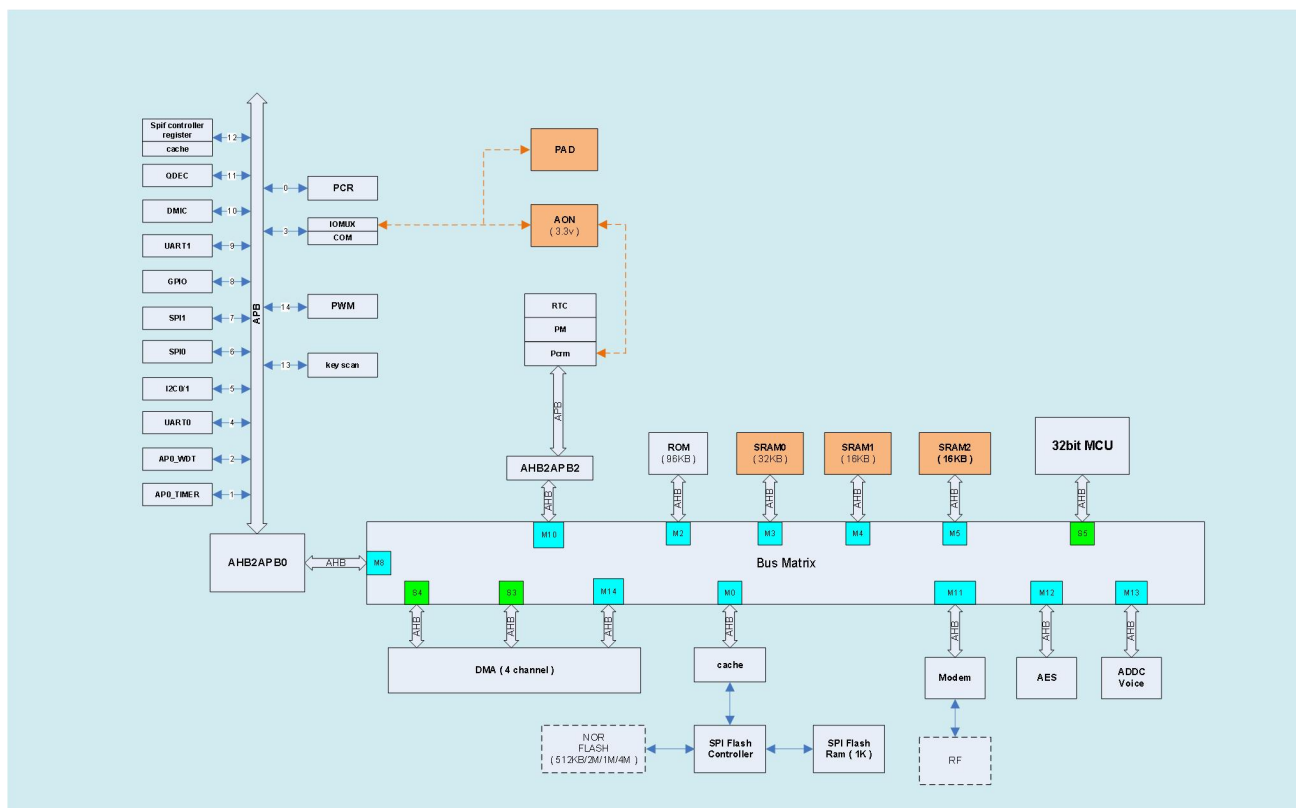 Spif controller
register
cache
12
QDEC
11
DMIC
10
UART1
9
GPIO
8
SPI1
7
SPI0
6
I2C0/1
5
UART0
4
AP0_WDT
2
AP0_TIMER
1
APB
0
PCR
3
IOMUX
COM
14
PWM
13
key scan
PAD
AON
( 3.3v )
RTC
PM
Pcrm
APB
AHB2APB2
AHB
ROM
( 96KB )
AHB
SRAM0
( 32KB )
AHB
SRAM1
( 16KB )
AHB
SRAM2
( 16KB )
AHB
32bit MCU
AHB
AHB2APB0
AHB
M8
M10
M2
M3
M4
M5
S5
Bus Matrix
S4
S3
M14
M0
M11
M12
M13
AHB
AHB
AHB
AHB
AHB
AHB
AHB
DMA ( 4 channel )
cache
Modem
AES
ADDC
Voice
NOR
FLASH
( 512KB/2M/1M/4M )
SPI Flash
Controller
SPI Flash
Ram ( 1K )
RF